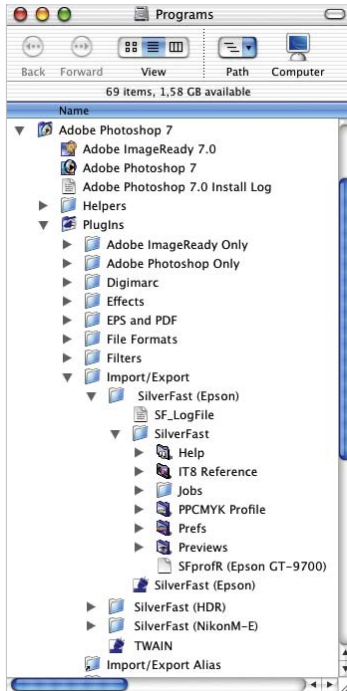 Programs
Back Forward View Path Computer
69 items, 1,58 GB available
Name
Adobe Photoshop 7
Adobe ImageReady 7.0
Adobe Photoshop 7
Adobe Photoshop 7.0 Install Log
Helpers
PlugIns
Adobe ImageReady Only
Adobe Photoshop Only
Digimarc
Effects
EPS and PDF
File Formats
Filters
Import/Export
SilverFast (Epson)
SF_LogFile
SilverFast
Help
IT8 Reference
Jobs
PPCMYK Profile
Prefs
Previews
SFprofR (Epson GT-9700)
SilverFast (Epson)
SilverFast (HDR)
SilverFast (NikonM-E)
TWAIN
Import/Export Alias